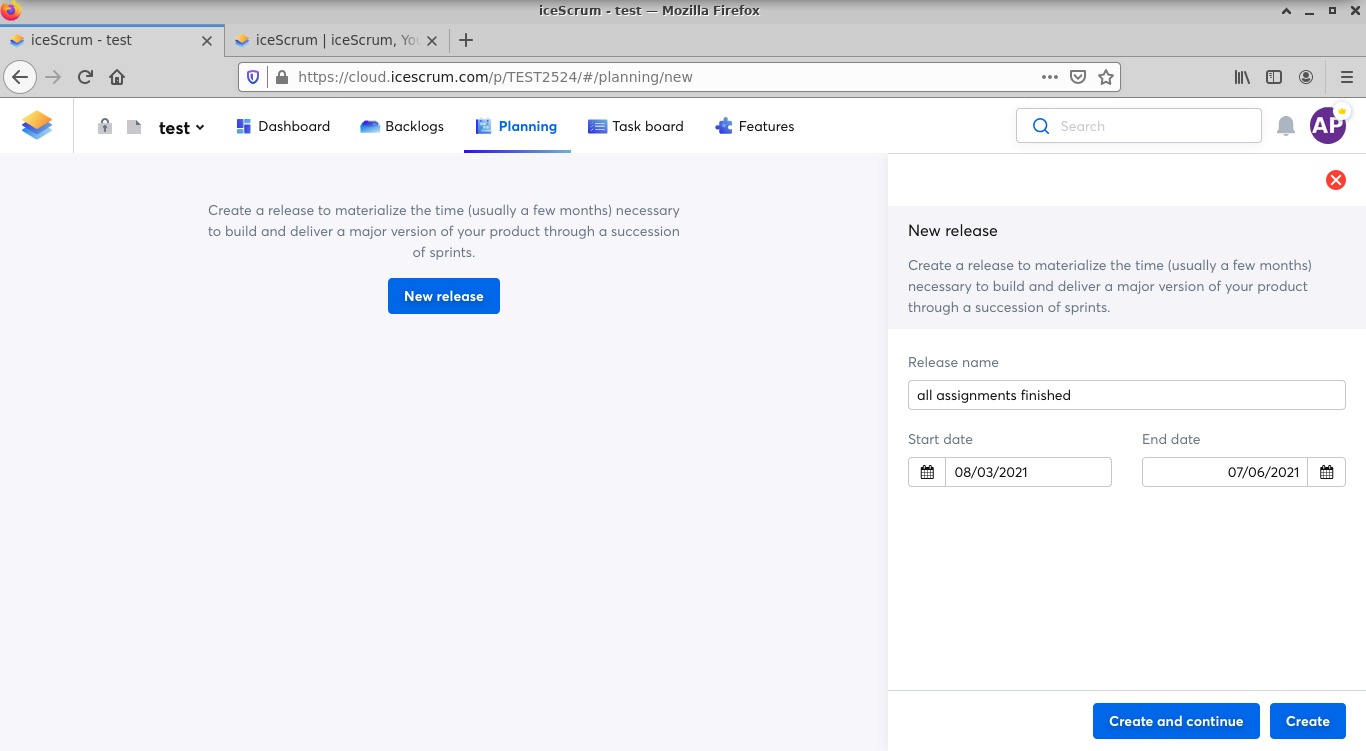 iceScrum - test — Mozilla Firefox
iceScrum - test
iceScrum | iceScrum, You
https://cloud.icescrum.com/p/TEST2524/#/planning/new
test
Dashboard
Backlogs
Planning
Task board
Features
Search
AP
Create a release to materialize the time (usually a few months) necessary
to build and deliver a major version of your product through a succession
of sprints.
New release
New release
Create a release to materialize the time (usually a few months)
necessary to build and deliver a major version of your product
through a succession of sprints.
Release name
all assignments finished
Start date
End date
08/03/2021
07/06/2021
Create and continue
Create